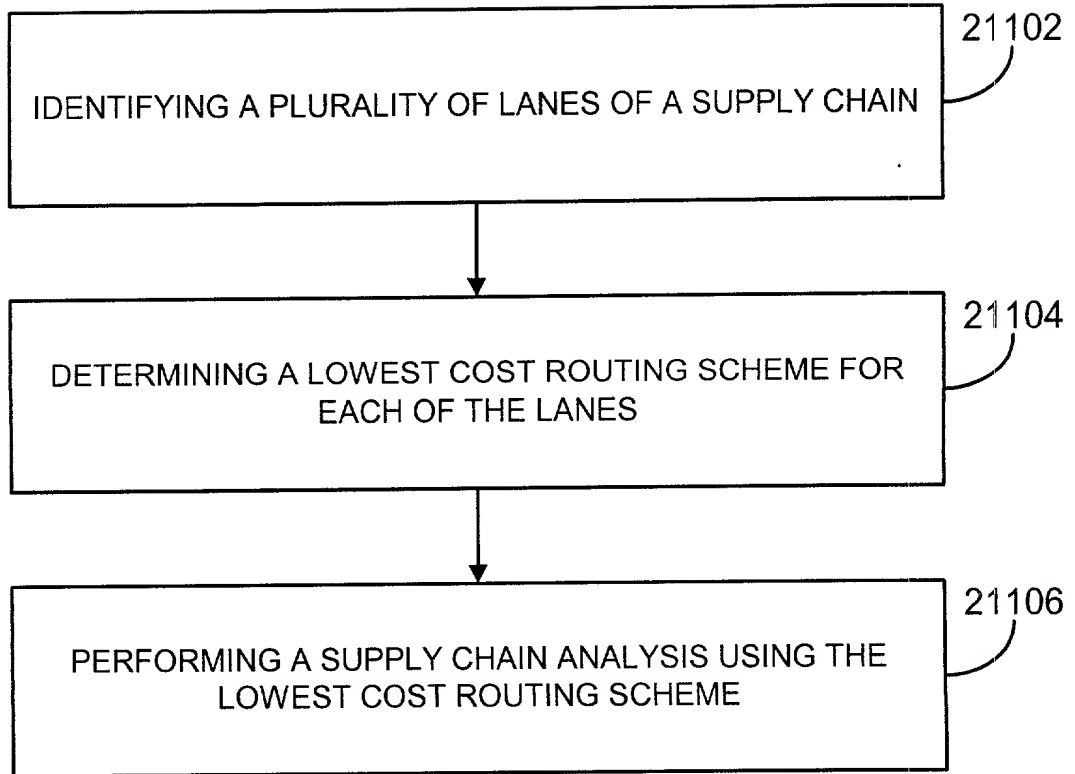 21102
IDENTIFYING A PLURALITY OF LANES OF A SUPPLY CHAIN
21104
DETERMINING A LOWEST COST ROUTING SCHEME FOR
EACH OF THE LANES
21106
PERFORMING A SUPPLY CHAIN ANALYSIS USING THE
LOWEST COST ROUTING SCHEME